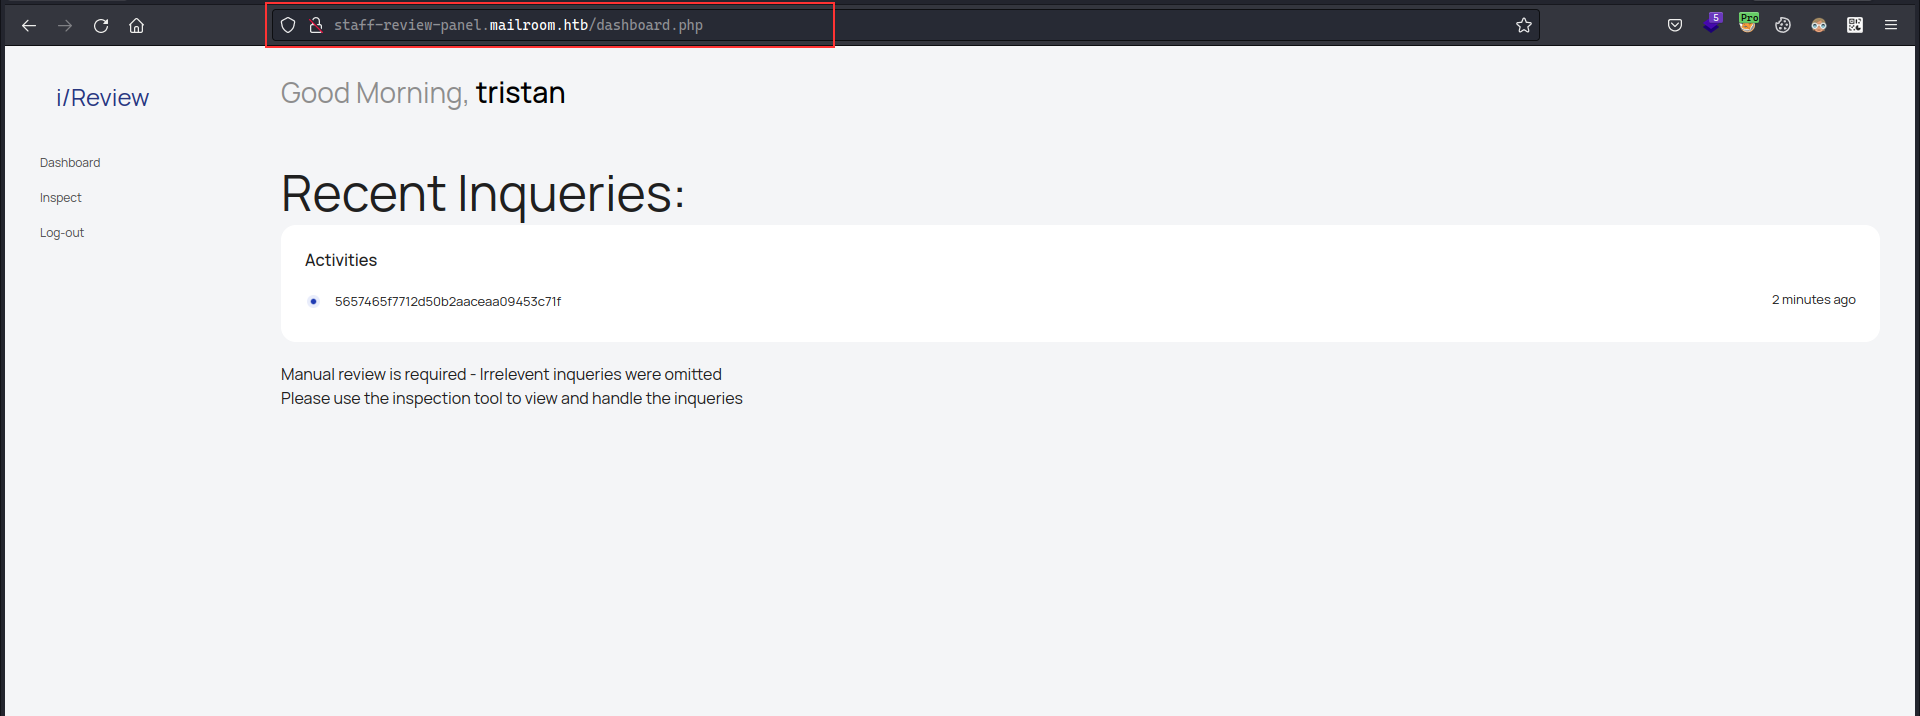 staff-review-panel.mailroom.htb/dashboard.php
5
Pro
i/Review
Good Morning, tristan
Dashboard
Inspect
Log-out
Recent Inqueries:
Activities
5657465f7712d50b2aaceaa09453c71f
2 minutes ago
Manual review is required - Irrelevent inqueries were omitted
Please use the inspection tool to view and handle the inqueries